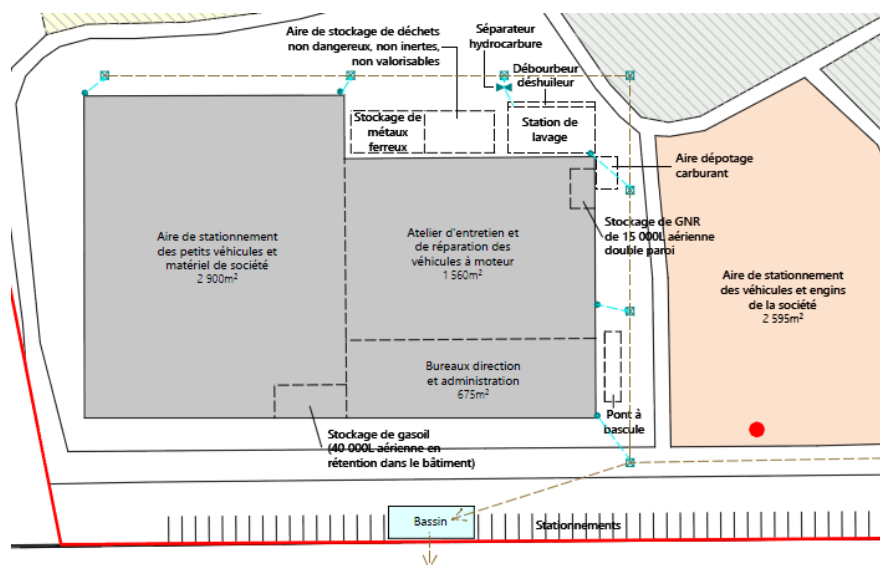 Aire de stockage de déchets
non dangereux, non inertes,
non valorisables
Séparateur
hydrocarbure
Débourbeur
déshuileur
Stockage de
métaux
ferreux
Station de
lavage
Aire dépotage
carburant
Stockage de GNR
de 15 000L aérienne
double paroi
Aire de stationnement
des petits véhicules et
matériel de société
2 900m²
Atelier d'entretien et
de réparation des
véhicules à moteur
1 560m²
Aire de stationnement
des véhicules et engins
de la société
2 595m²
Bureaux direction
et administration
675m²
Pont à
bascule
Stockage de gasoil
(40 000L aérienne en
rétention dans le bâtiment)
Bassin
Stationnements